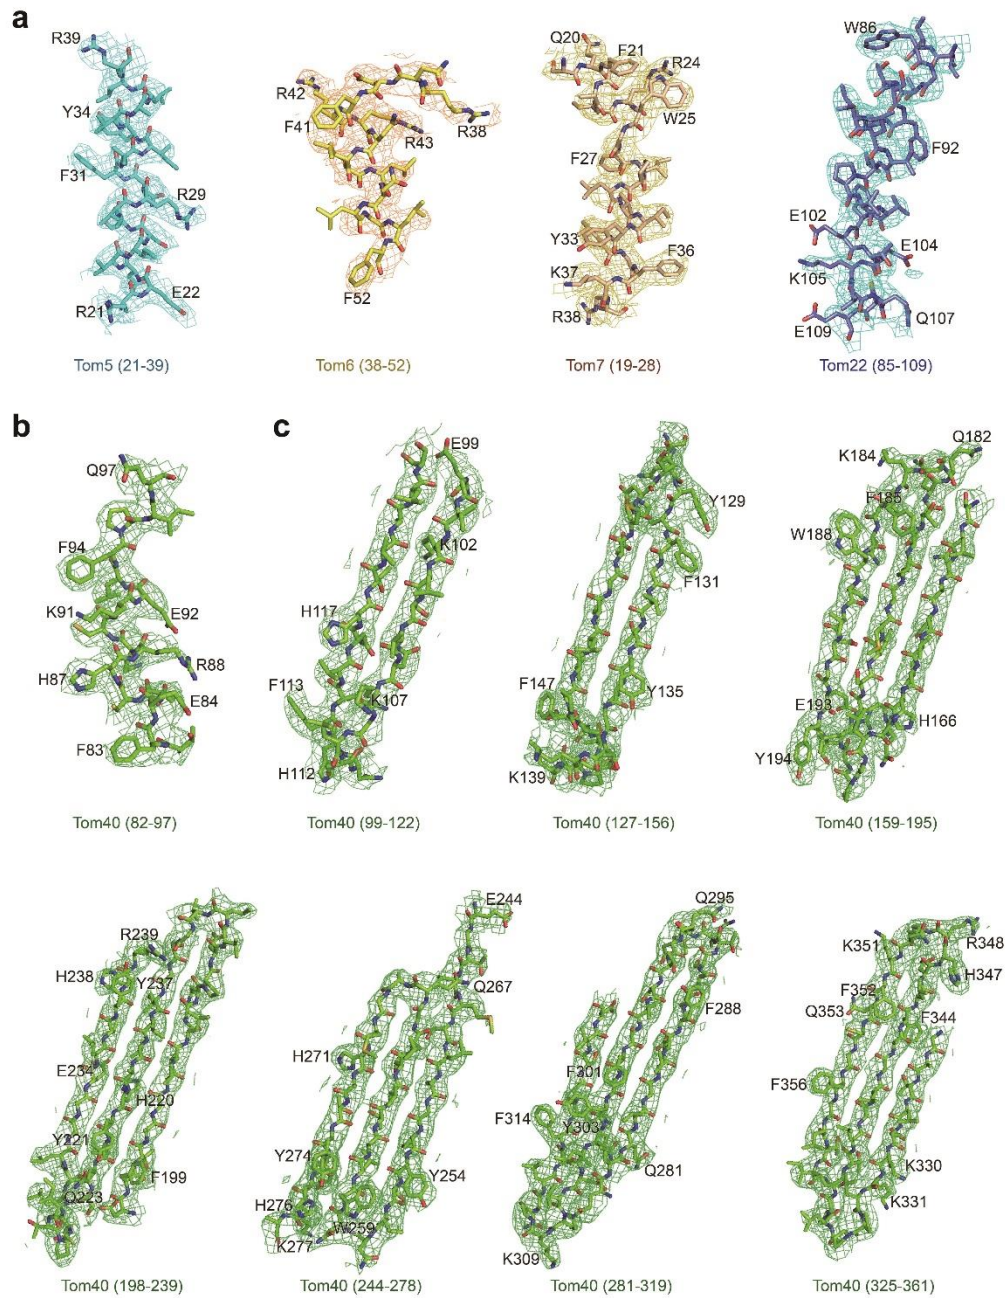 a
R39
Y34
F31
R29
R21
E22
Tom5 (21-39)
R42
F41
R43
R38
F52
Tom6 (38-52)
Q20
F21
R24
W25
F27
Y33
F36
K37
R38
Tom7 (19-28)
W86
F92
E102
E104
K105
Q107
E109
Tom22 (85-109)
b
Q97
F94
K91
E92
R88
H87
E84
F83
Tom40 (82-97)
c
E99
K102
H117
F113
K107
H112
Tom40 (99-122)
Y129
F131
F147
Y135
K139
Tom40 (127-156)
Q182
K184
F185
W188
E193
H166
Y194
Tom40 (159-195)
R239
H238
Y237
E234
H220
Y221
F199
Q223
Tom40 (198-239)
E244
Q267
H271
Y274
Y254
H276
W259
K277
Tom40 (244-278)
Q295
F288
F301
F314
Y303
Q281
K309
Tom40 (281-319)
K351
R348
H347
F352
Q353
F344
F356
K330
K331
Tom40 (325-361)